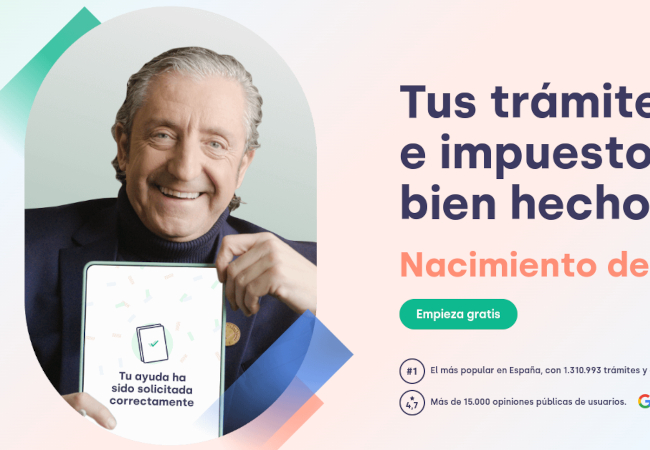 Tus trámite
e impuesto
bien hecho
Nacimiento de
Empieza gratis
#1 El más popular en España, con 1.310.993 trámites y
4,7 Más de 15.000 opiniones públicas de usuarios. G
Tu ayuda ha
sido solicitada
correctamente